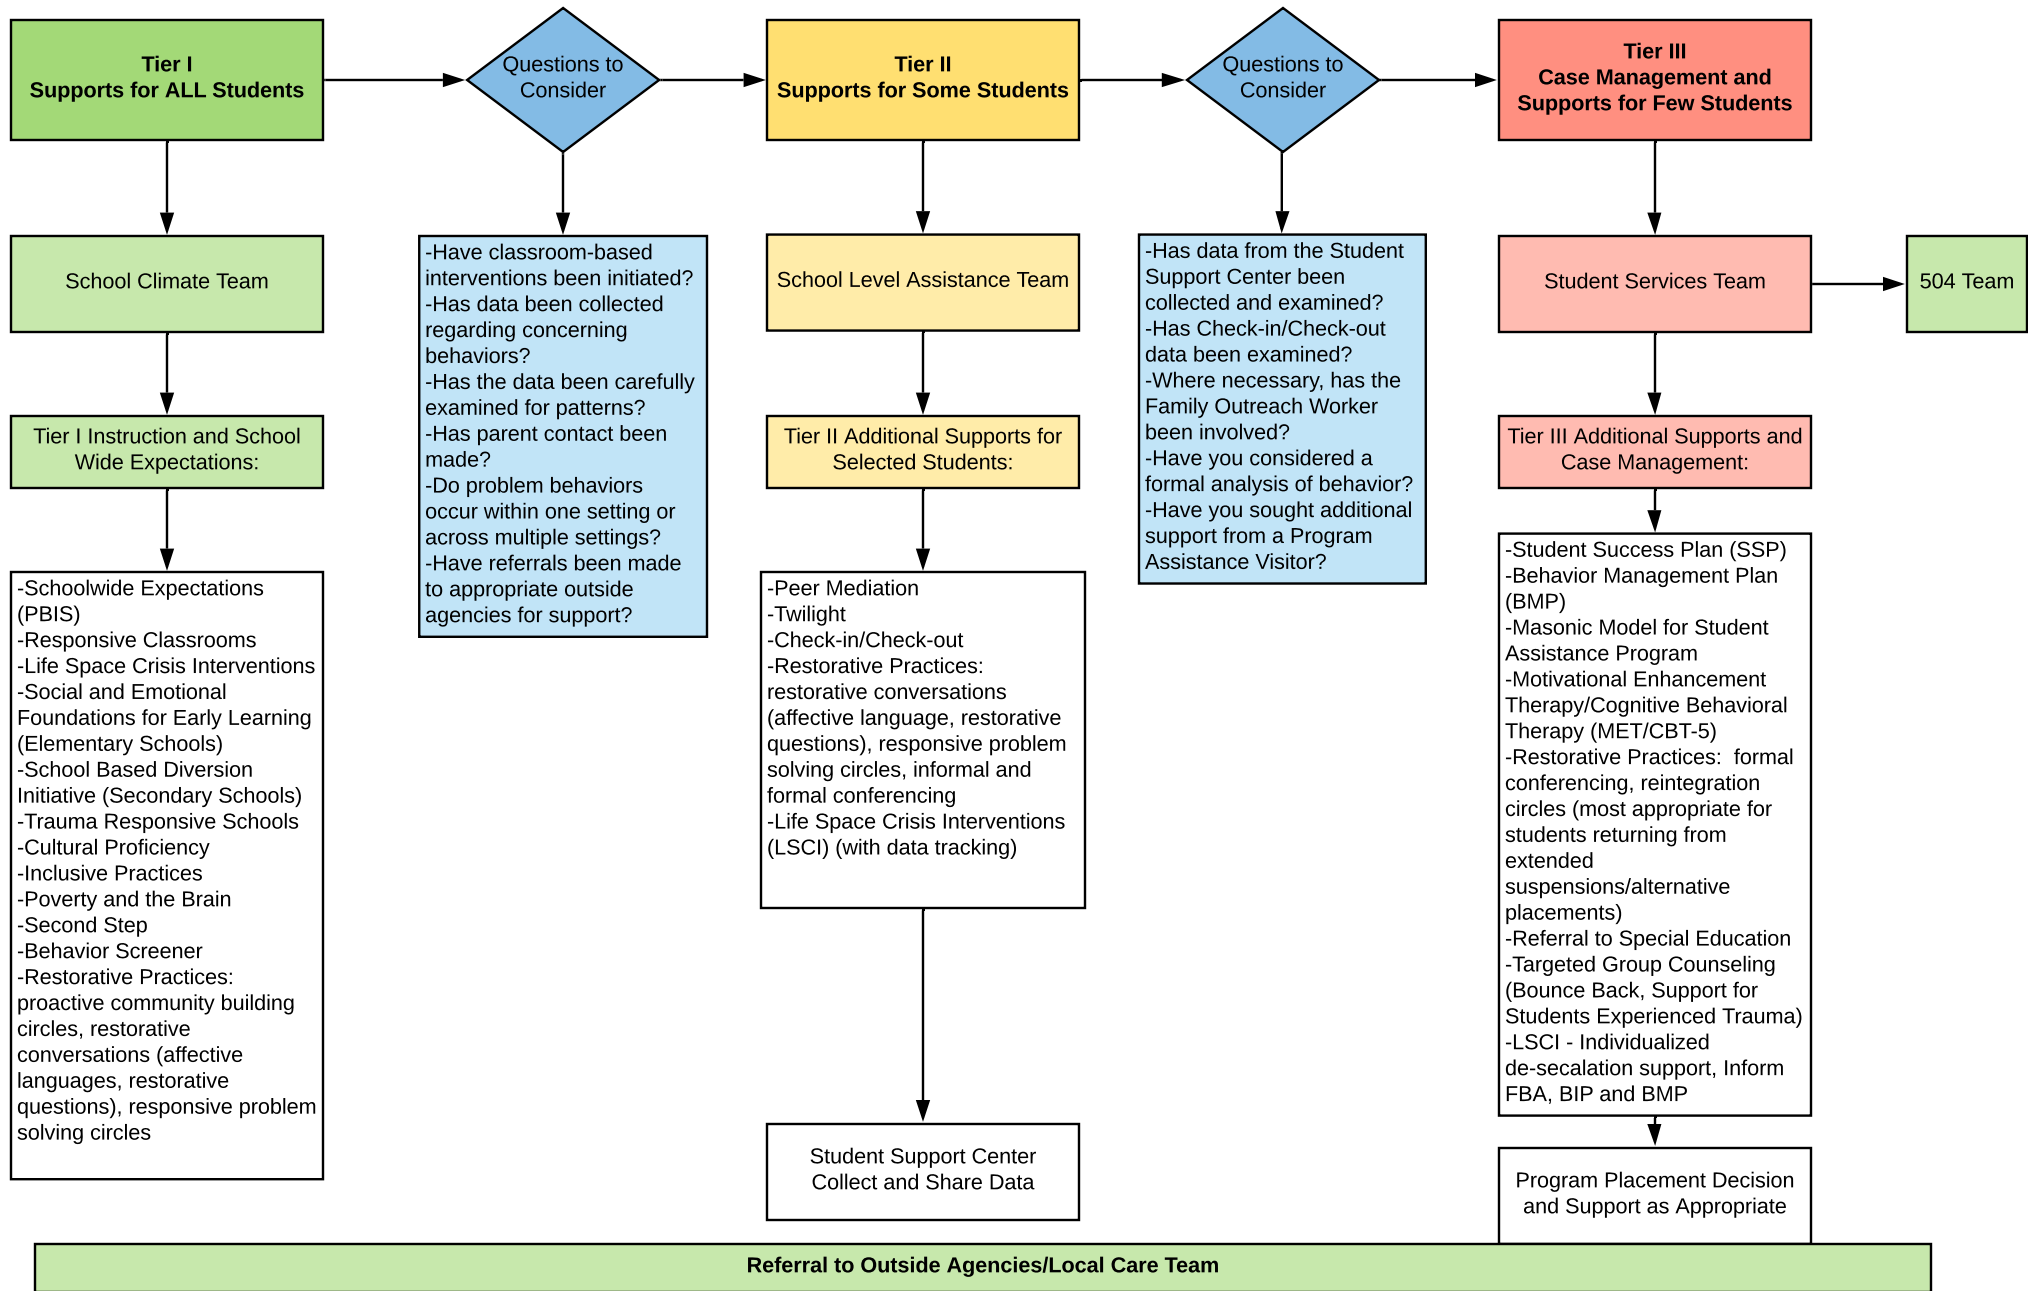 Tier I
Supports for ALL Students
Questions to
Consider
Tier II
Supports for Some Students
Questions to
Consider
Tier III
Case Management and
Supports for Few Students
School Climate Team
-Have classroom-based
interventions been initiated?
-Has data been collected
regarding concerning
behaviors?
-Has the data been carefully
examined for patterns?
-Has parent contact been
made?
-Do problem behaviors
occur within one setting or
across multiple settings?
-Have referrals been made
to appropriate outside
agencies for support?
School Level Assistance Team
-Has data from the Student
Support Center been
collected and examined?
-Has Check-in/Check-out
data been examined?
-Where necessary, has the
Family Outreach Worker
been involved?
-Have you considered a
formal analysis of behavior?
-Have you sought additional
support from a Program
Assistance Visitor?
Student Services Team
504 Team
Tier I Instruction and School
Wide Expectations:
Tier II Additional Supports for
Selected Students:
Tier III Additional Supports and
Case Management:
-Schoolwide Expectations
(PBIS)
-Responsive Classrooms
-Life Space Crisis Interventions
-Social and Emotional
Foundations for Early Learning
(Elementary Schools)
-School Based Diversion
Initiative (Secondary Schools)
-Trauma Responsive Schools
-Cultural Proficiency
-Inclusive Practices
-Poverty and the Brain
-Second Step
-Behavior Screener
-Restorative Practices:
proactive community building
circles, restorative
conversations (affective
languages, restorative
questions), responsive problem
solving circles
-Peer Mediation
-Twilight
-Check-in/Check-out
-Restorative Practices:
restorative conversations
(affective language, restorative
questions), responsive problem
solving circles, informal and
formal conferencing
-Life Space Crisis Interventions
(LSCI) (with data tracking)
-Student Success Plan (SSP)
-Behavior Management Plan
(BMP)
-Masonic Model for Student
Assistance Program
-Motivational Enhancement
Therapy/Cognitive Behavioral
Therapy (MET/CBT-5)
-Restorative Practices:  formal
conferencing, reintegration
circles (most appropriate for
students returning from
extended
suspensions/alternative
placements)
-Referral to Special Education
-Targeted Group Counseling
(Bounce Back, Support for
Students Experienced Trauma)
-LSCI - Individualized
de-secalation support, Inform
FBA, BIP and BMP
Student Support Center
Collect and Share Data
Program Placement Decision
and Support as Appropriate
Referral to Outside Agencies/Local Care Team